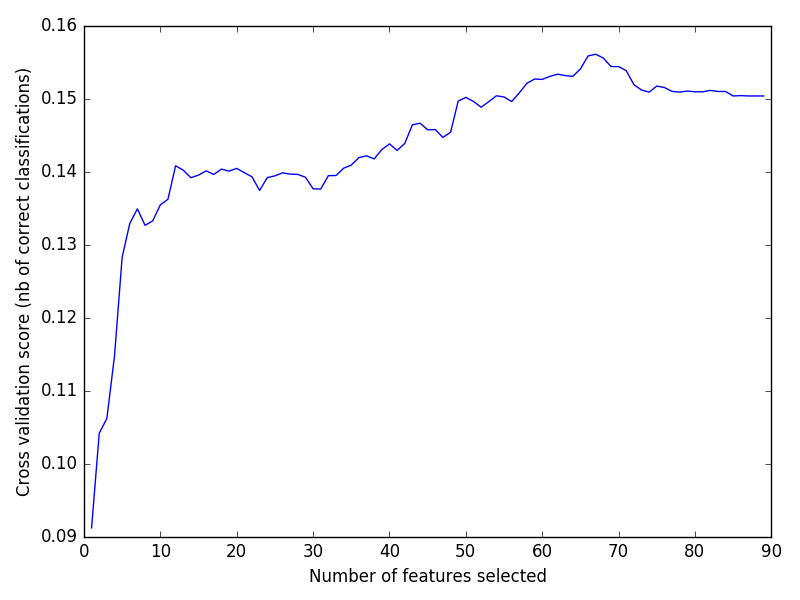 0.16
0.15
0.14
0.13
0.12
0.11
0.10
0.09
Cross validation score (nb of correct classifications)
0 10 20 30 40 50 60 70 80 90
Number of features selected